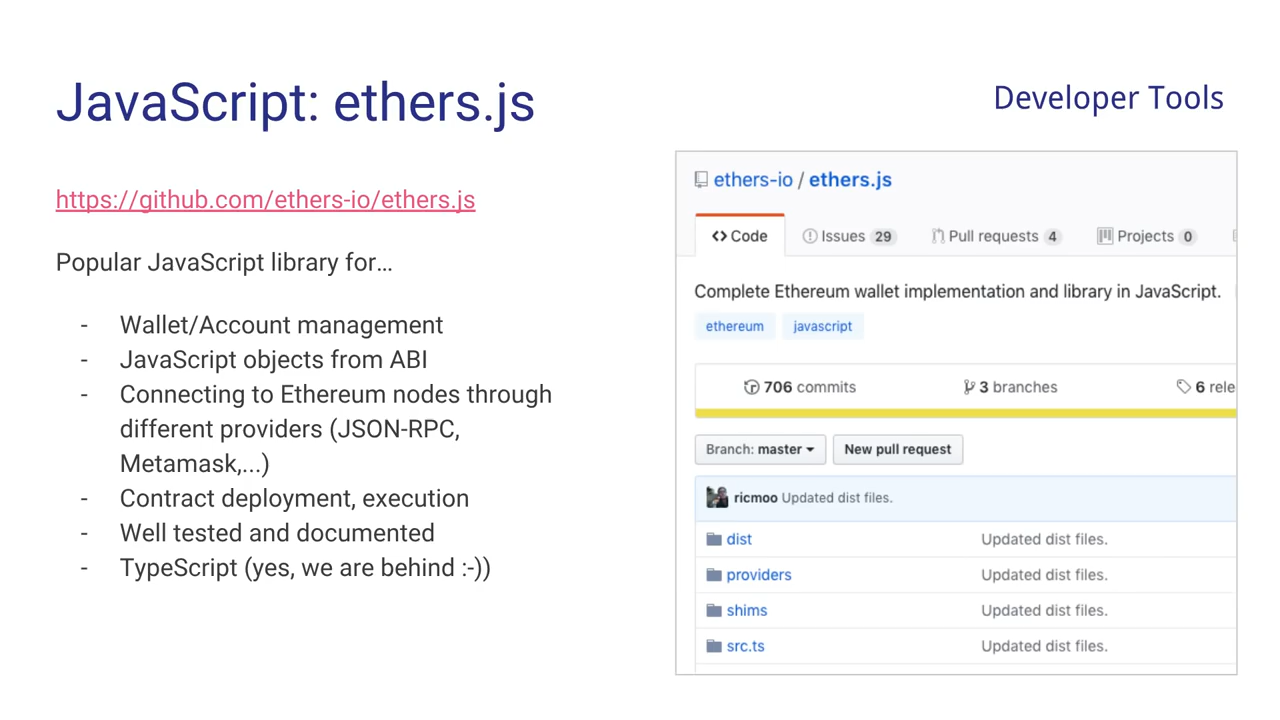 JavaScript: ethers.js
Developer Tools
https://github.com/ethers-io/ethers.js
Popular JavaScript library for…
- Wallet/Account management
- JavaScript objects from ABI
- Connecting to Ethereum nodes through
different providers (JSON-RPC,
Metamask,...)
- Contract deployment, execution
- Well tested and documented
- TypeScript (yes, we are behind :-))
ethers-io / ethers.js
<> Code Issues 29 Pull requests 4 Projects 0
Complete Ethereum wallet implementation and library in JavaScript.
ethereum javascript
706 commits 3 branches 6 rele
Branch: master New pull request
ricmoo Updated dist files.
dist Updated dist files.
providers Updated dist files.
shims Updated dist files.
src.ts Updated dist files.